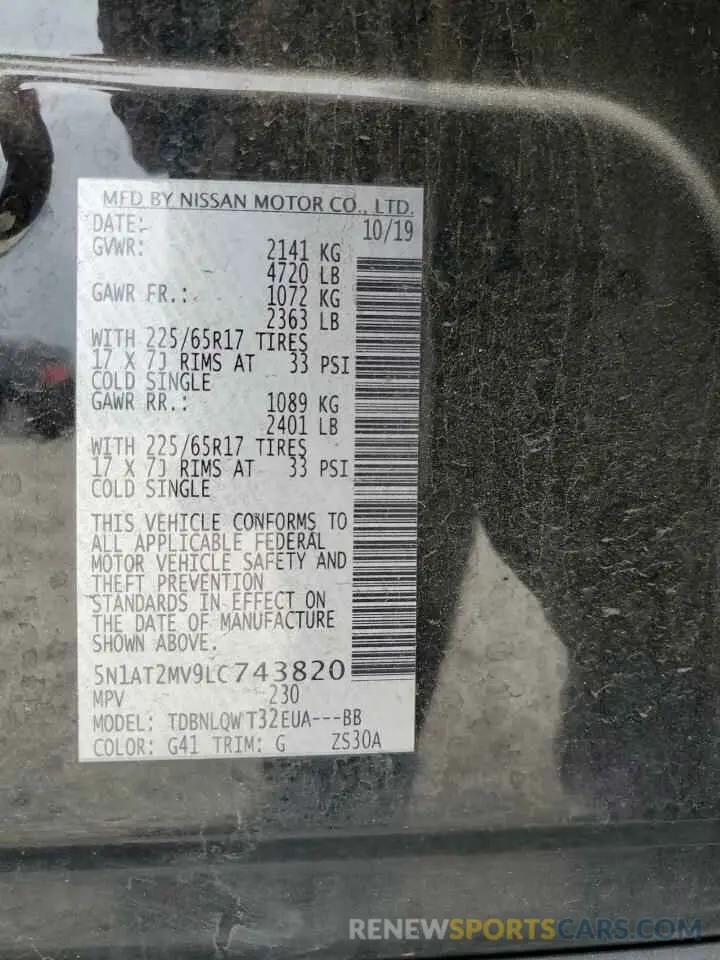 MFD BY NISSAN MOTOR CO., LTD.
DATE: 10/19
GVWR: 2141 KG
4720 LB
GAWR FR.: 1072 KG
2363 LB
WITH 225/65R17 TIRES
17 X 7J RIMS AT 33 PSI
COLD SINGLE
GAWR RR.: 1089 KG
2401 LB
WITH 225/65R17 TIRES
17 X 7J RIMS AT 33 PSI
COLD SINGLE
THIS VEHICLE CONFORMS TO
ALL APPLICABLE FEDERAL
MOTOR VEHICLE SAFETY AND
THEFT PREVENTION
STANDARDS IN EFFECT ON
THE DATE OF MANUFACTURE
SHOWN ABOVE.
5N1AT2MV9LC743820
MPV 230
MODEL: TDBNLQWT32EUA---BB
COLOR: G41 TRIM: G ZS30A
RENEWSPORTSCARS.COM